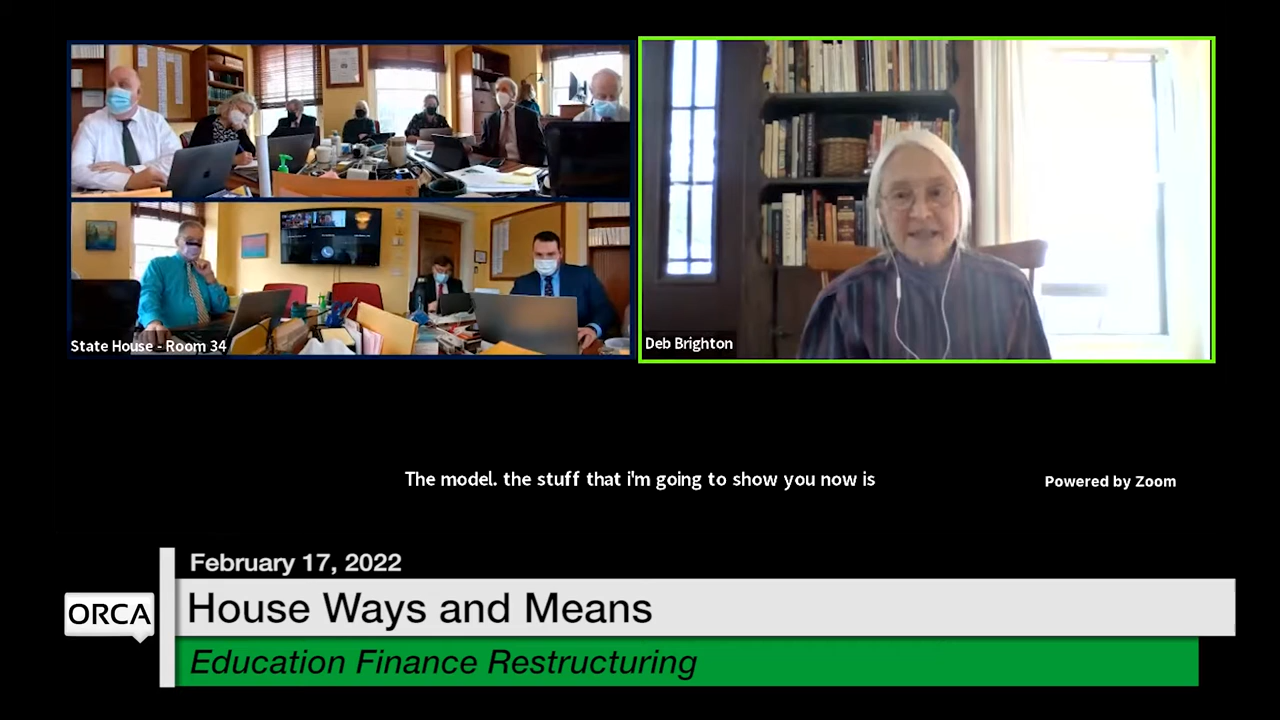 State House - Room 34
Deb Brighton
The model. the stuff that i'm going to show you now is
Powered by Zoom
February 17, 2022
ORCA
House Ways and Means
Education Finance Restructuring